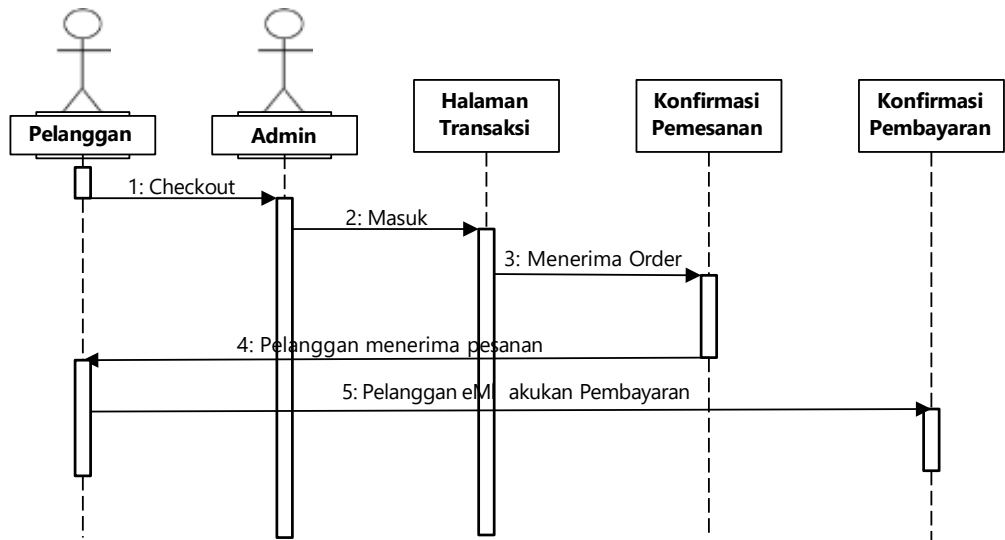 Pelanggan
Admin
Halaman
Transaksi
Konfirmasi
Pemesanan
Konfirmasi
Pembayaran
1: Checkout
2: Masuk
3: Menerima Order
4: Pelanggan menerima pesanan
5: Pelanggan eMl akukan Pembayaran